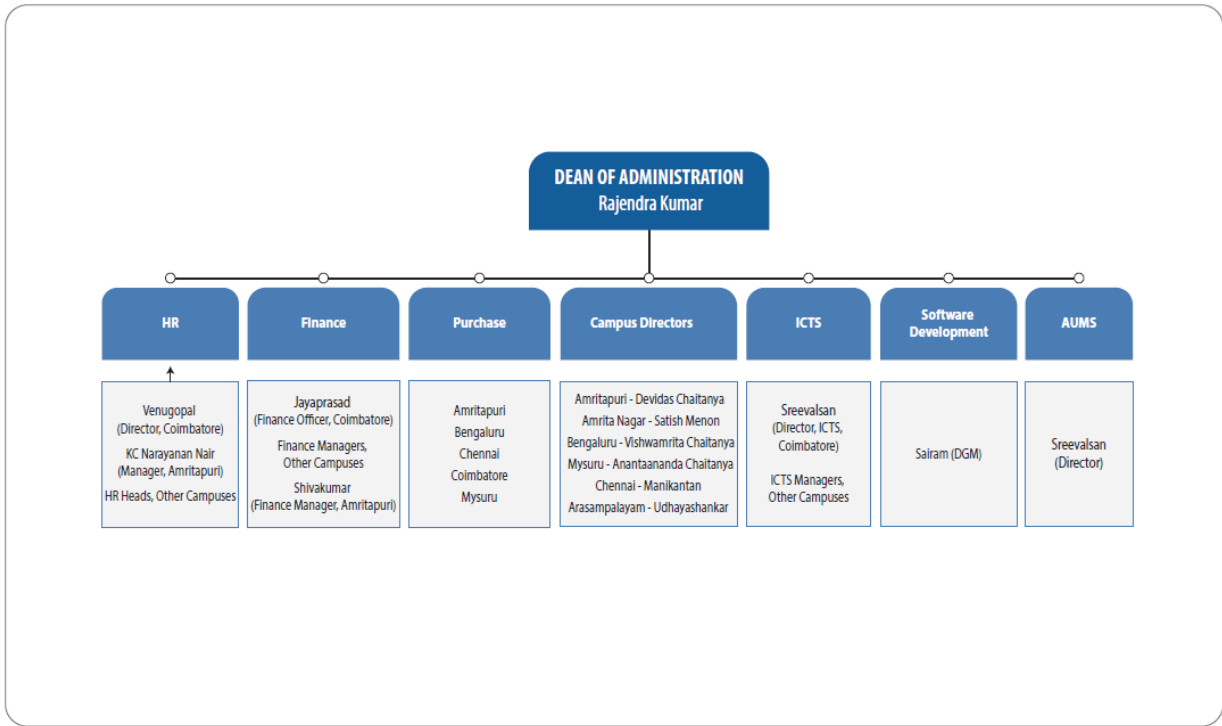 DEAN OF ADMINISTRATION
Rajendra Kumar
HR
Venugopal
(Director, Coimbatore)
KC Narayanan Nair
(Manager, Amritapuri)
HR Heads, Other Campuses
Finance
Jayaprasad
(Finance Officer, Coimbatore)
Finance Managers,
Other Campuses
Shivakumar
(Finance Manager, Amritapuri)
Purchase
Amritapuri
Bengaluru
Chennai
Coimbatore
Mysuru
Campus Directors
Amritapuri - Devidas Chaitanya
Amrita Nagar - Satish Menon
Bengaluru - Vishwamrita Chaitanya
Mysuru - Anantaananda Chaitanya
Chennai - Manikantan
Arasampalayam - Udhayashankar
ICTS
Sreevalsan
(Director, ICTS,
Coimbatore)
ICTS Managers,
Other Campuses
Software
Development
Sairam (DGM)
AUMS
Sreevalsan
(Director)